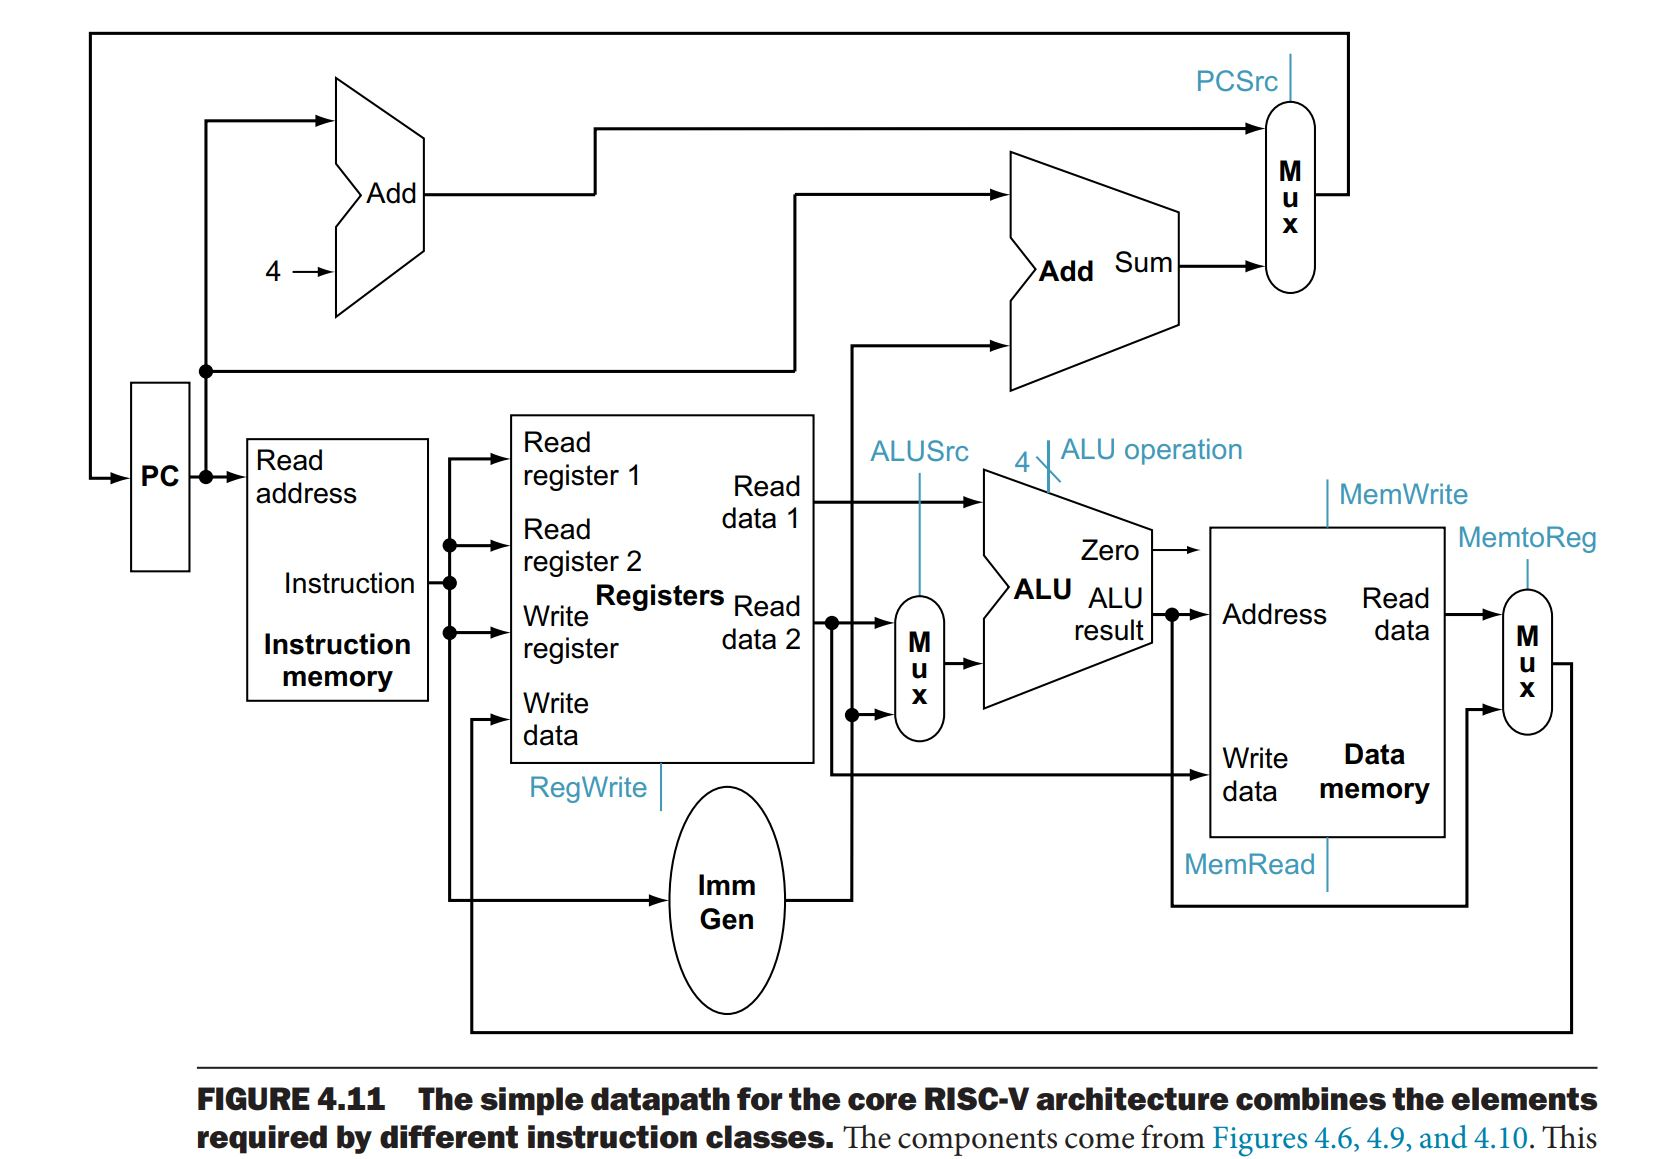 PCSrc
M
u
x
Add
4
Add
Sum
PC
Read
address
Instruction
Instruction
memory
Read
register 1
Read
register 2
Write
register
Write
data
Registers
Read
data 1
Read
data 2
RegWrite
Imm
Gen
ALUSrc
M
u
x
4
ALU operation
Zero
ALU
ALU
result
MemWrite
Address
Read
data
Write
data
Data
memory
MemRead
MemtoReg
M
u
x
FIGURE 4.11 The simple datapath for the core RISC-V architecture combines the elements
required by different instruction classes. The components come from Figures 4.6, 4.9, and 4.10. This